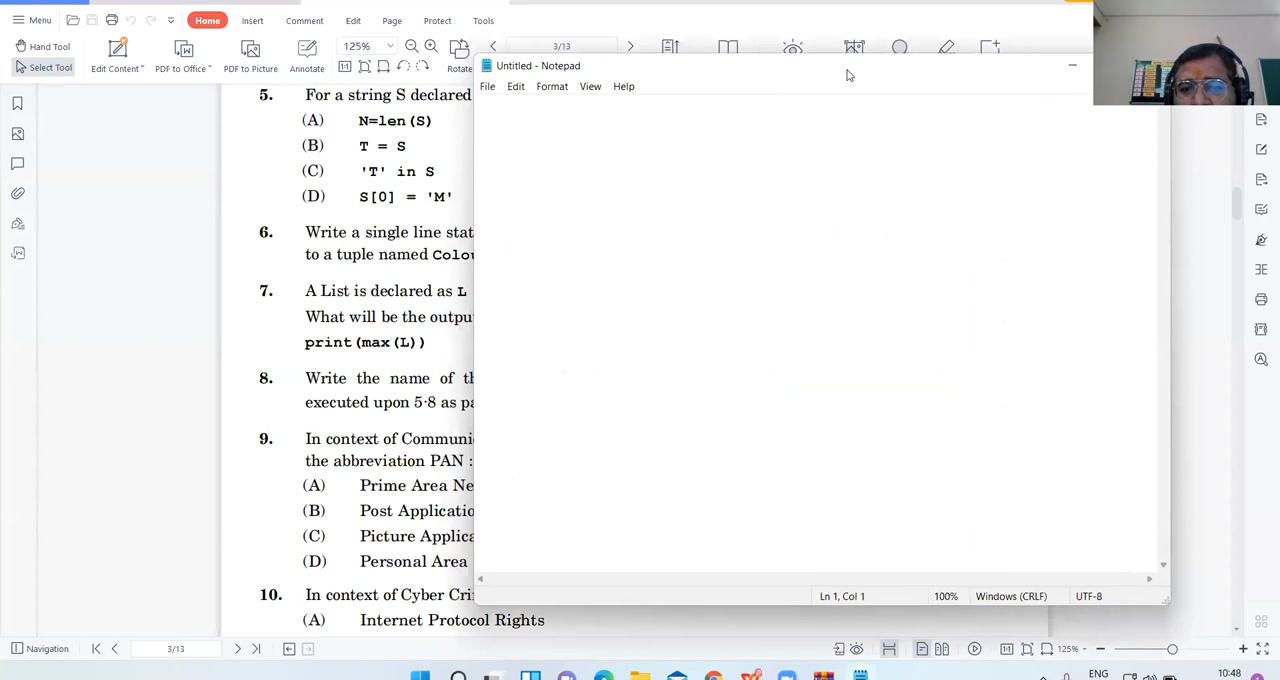 Menu
Home
Insert
Comment
Edit
Page
Protect
Tools
Hand Tool
Select Tool
Edit Content
PDF to Office
PDF to Picture
Annotate
125%
Rotate
3/13
Untitled - Notepad
File Edit Format View Help
5. For a string S declared
(A) N=len(S)
(B) T = S
(C) 'T' in S
(D) S[0] = 'M'
6. Write a single line stat
to a tuple named Colou
7. A List is declared as L
What will be the outpu
print(max(L))
8. Write the name of th
executed upon 5·8 as pa
9. In context of Communi
the abbreviation PAN :
(A) Prime Area Ne
(B) Post Applicatio
(C) Picture Applica
(D) Personal Area
10. In context of Cyber Cri
(A) Internet Protocol Rights
Ln 1, Col 1
100%
Windows (CRLF)
UTF-8
Navigation
3/13
125%
ENG
10:48